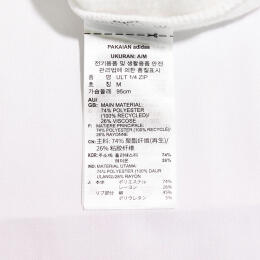 PAKAIAN adidas
UKURAN: A/M
전기용품 및 생활용품 안전
관리법에 의한 품질표시
종 명: ULT 1/4 ZIP
호 칭: M
가슴둘레: 95cm
AUI
GB: MAIN MATERIAL:
74% POLYESTER
(100% RECYCLED)/
26% VISCOSE
F: MATIERE PRINCIPALE:
74% POLYESTER (100% RECYCLE)/
26% RAYONNE
CN: 主料: 74% 聚酯纤维(再生)/
26% 粘胶纤维
KOR: 주소재: 폴리에스터 74%
레이온 26%
IND: MATERIAL UTAMA:
74% POLYESTER (100% DAUR
ULANG)/26% RAYON
J: 本体 ポリエステル 74%
レーヨン 26%
リブ部分 綿 95%
ポリウレタン 5%